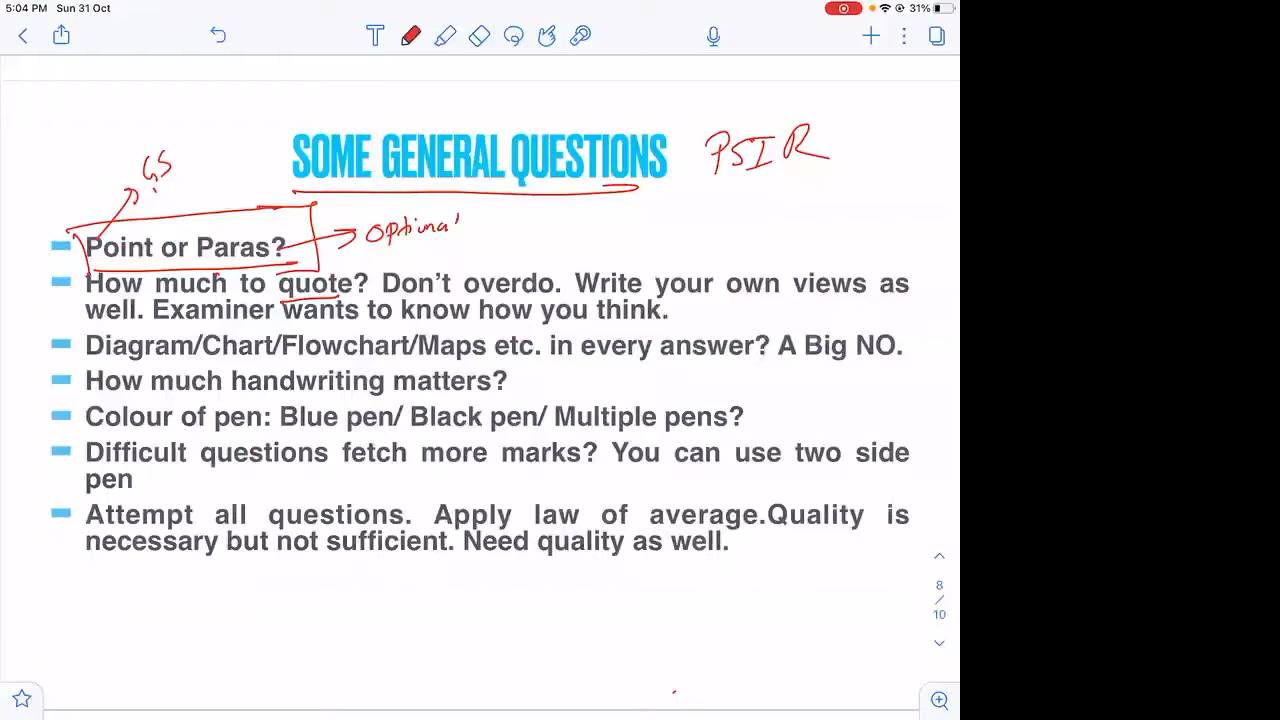 5:04 PM Sun 31 Oct
31%
SOME GENERAL QUESTIONS PSIR
GS
Point or Paras? optional
How much to quote? Don't overdo. Write your own views as
well. Examiner wants to know how you think.
Diagram/Chart/Flowchart/Maps etc. in every answer? A Big NO.
How much handwriting matters?
Colour of pen: Blue pen/ Black pen/ Multiple pens?
Difficult questions fetch more marks? You can use two side
pen
Attempt all questions. Apply law of average.Quality is
necessary but not sufficient. Need quality as well.
8
/
10